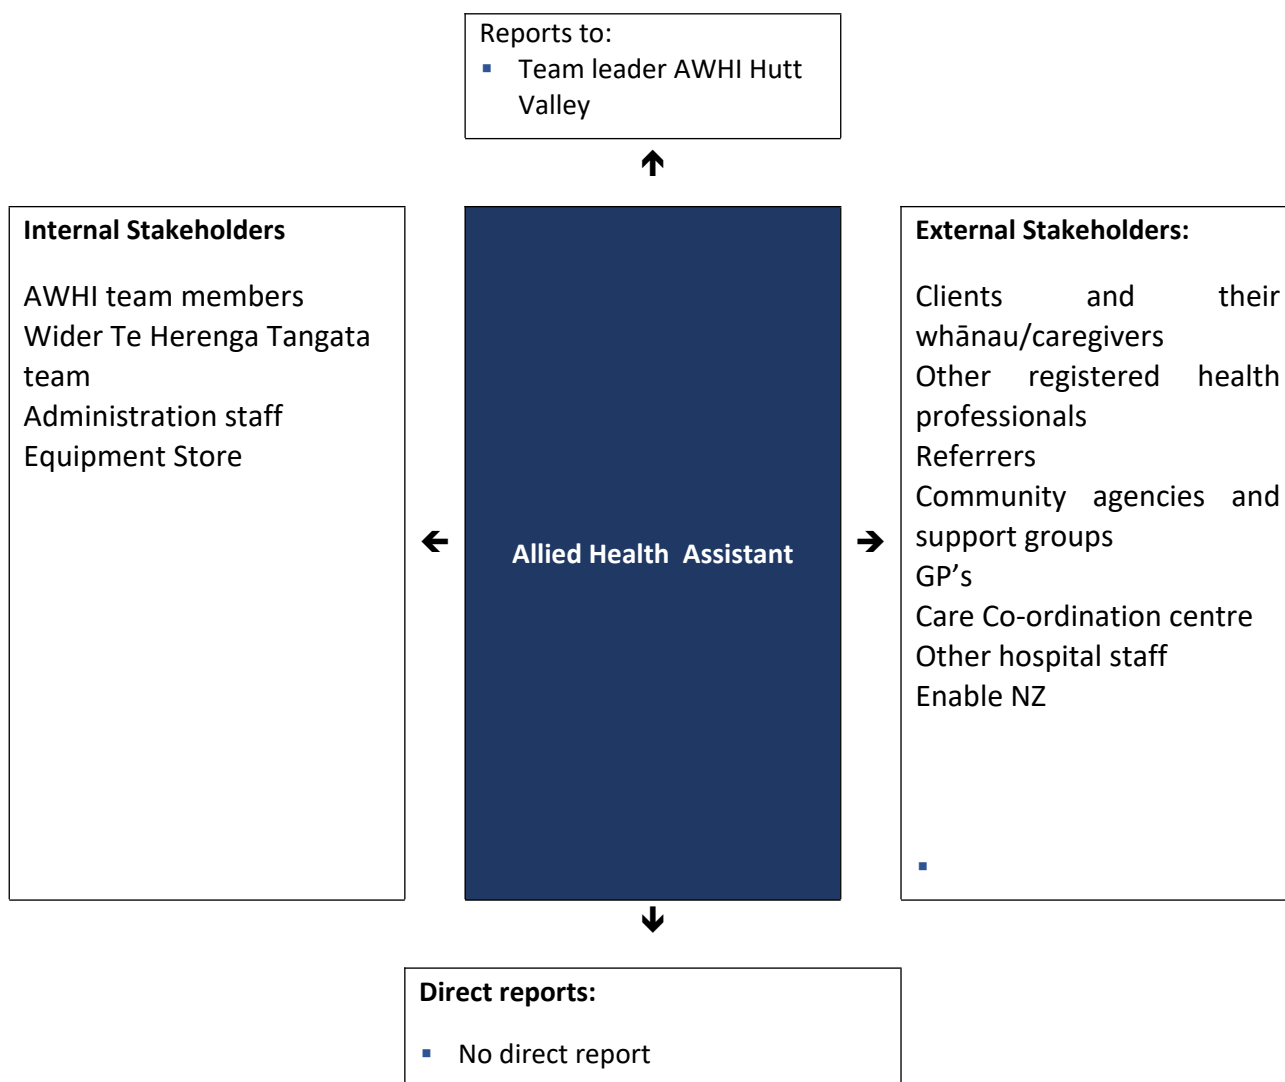 Reports to:
▪ Team leader AWHI Hutt
Valley
Internal Stakeholders
AWHI team members
Wider Te Herenga Tangata
team
Administration staff
Equipment Store
Allied Health  Assistant
External Stakeholders:
Clients and their
whānau/caregivers
Other registered health
professionals
Referrers
Community agencies and
support groups
GP’s
Care Co-ordination centre
Other hospital staff
Enable NZ
▪
Direct reports:
▪ No direct report